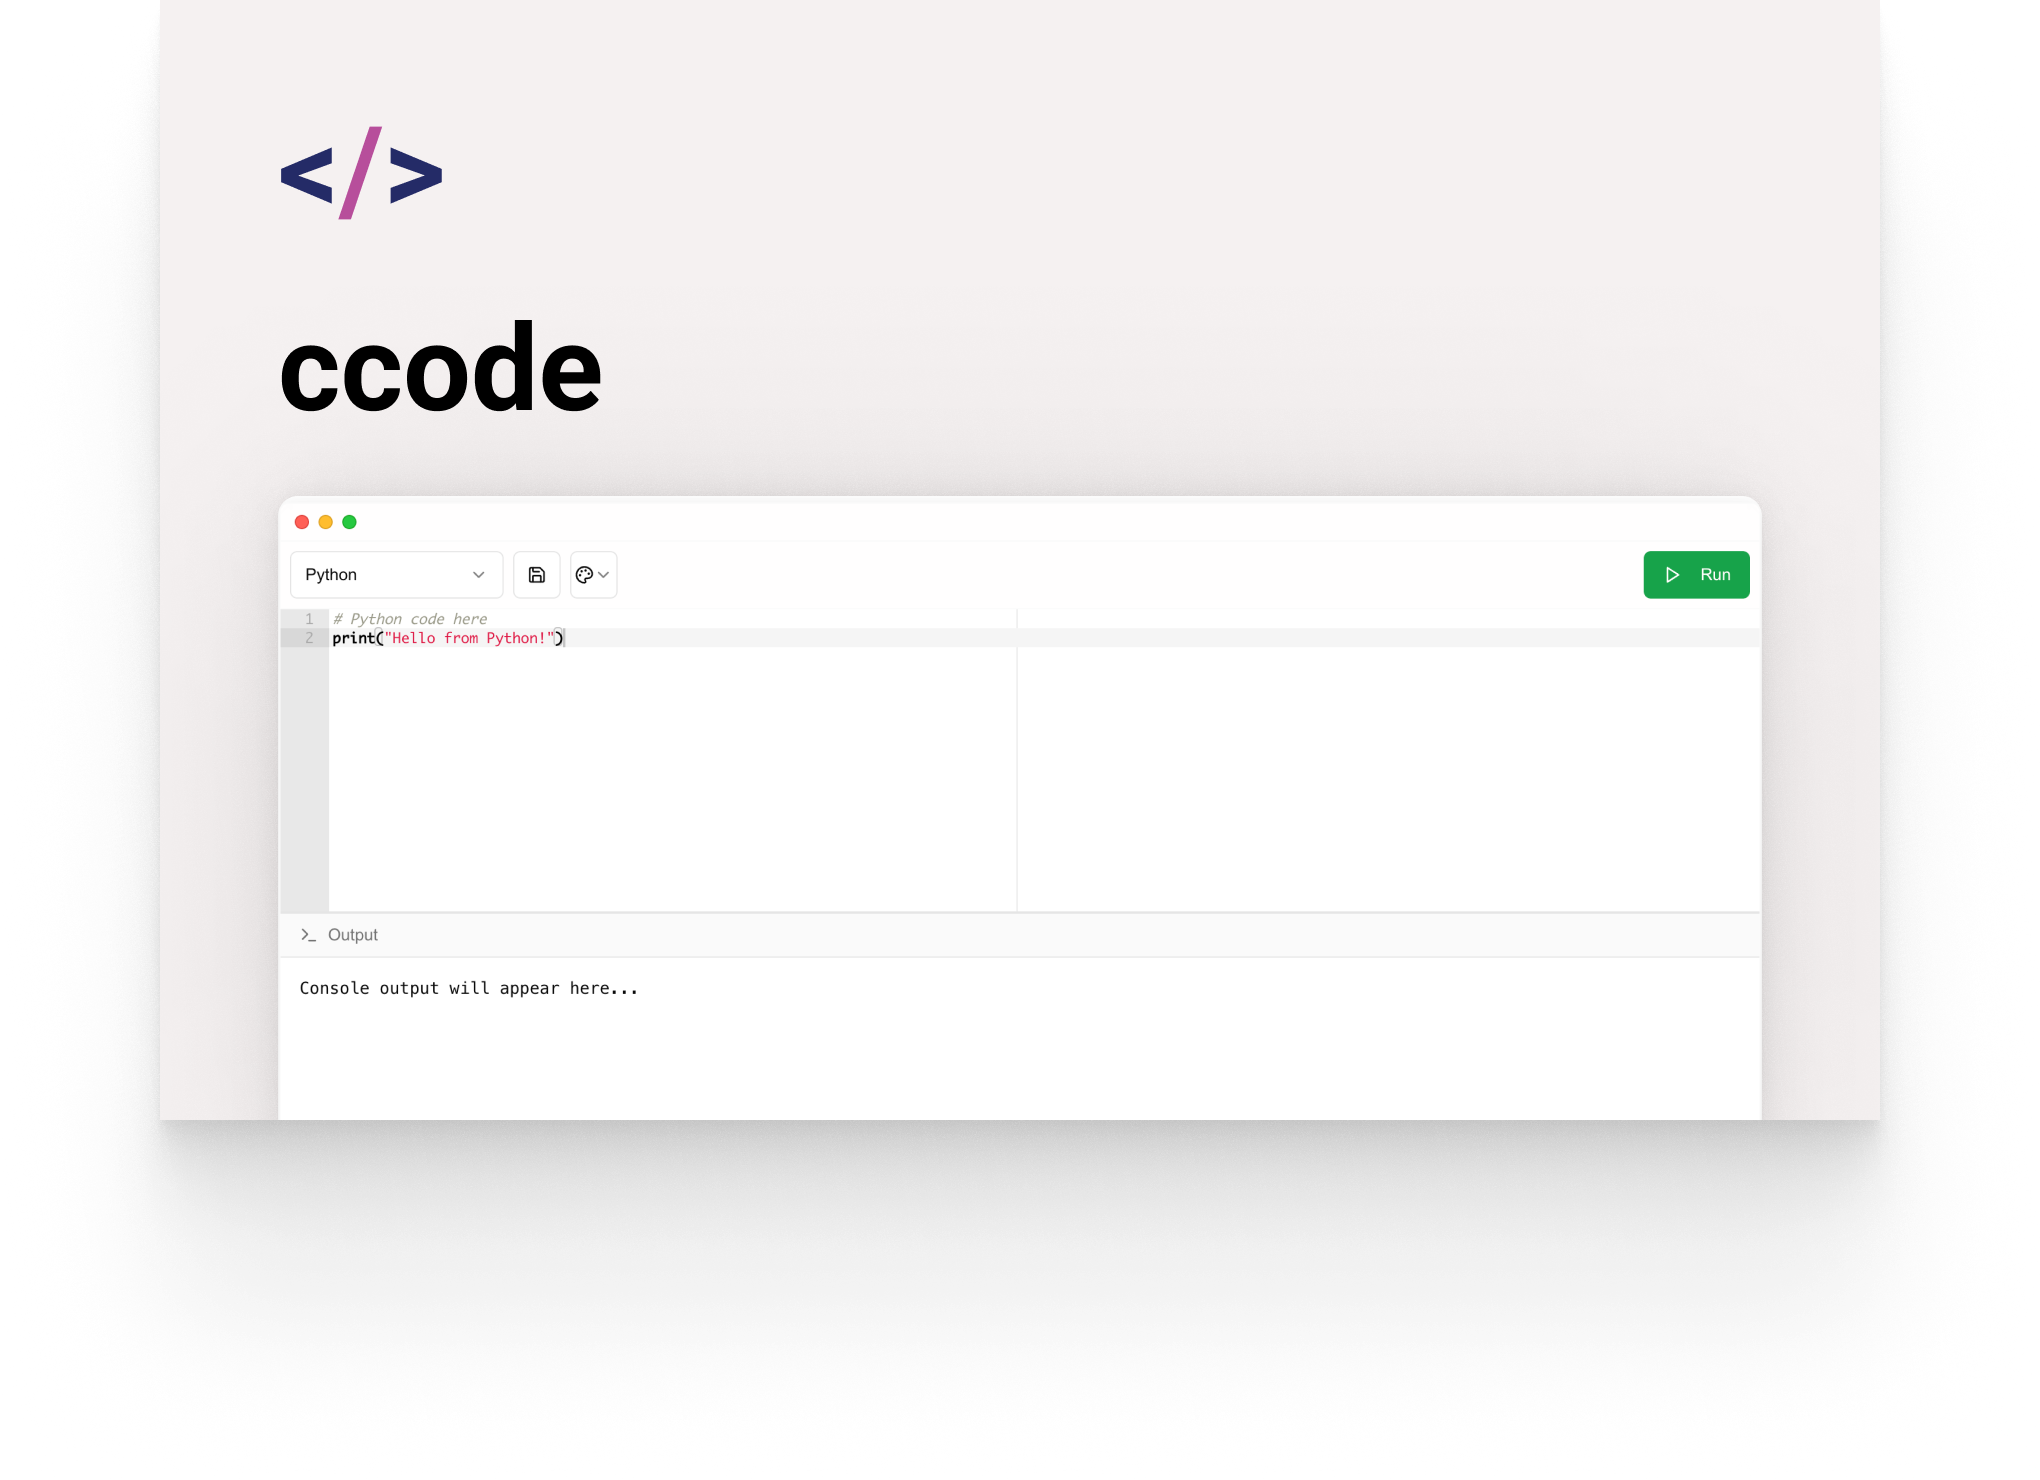 </>
ccode
Python
Run
1 # Python code here
2 print("Hello from Python!")
Output
Console output will appear here...